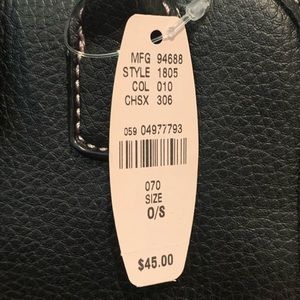 MFG 94688
STYLE 1805
COL 010
CHSX 306
059 04977793
070
SIZE
O/S
$45.00